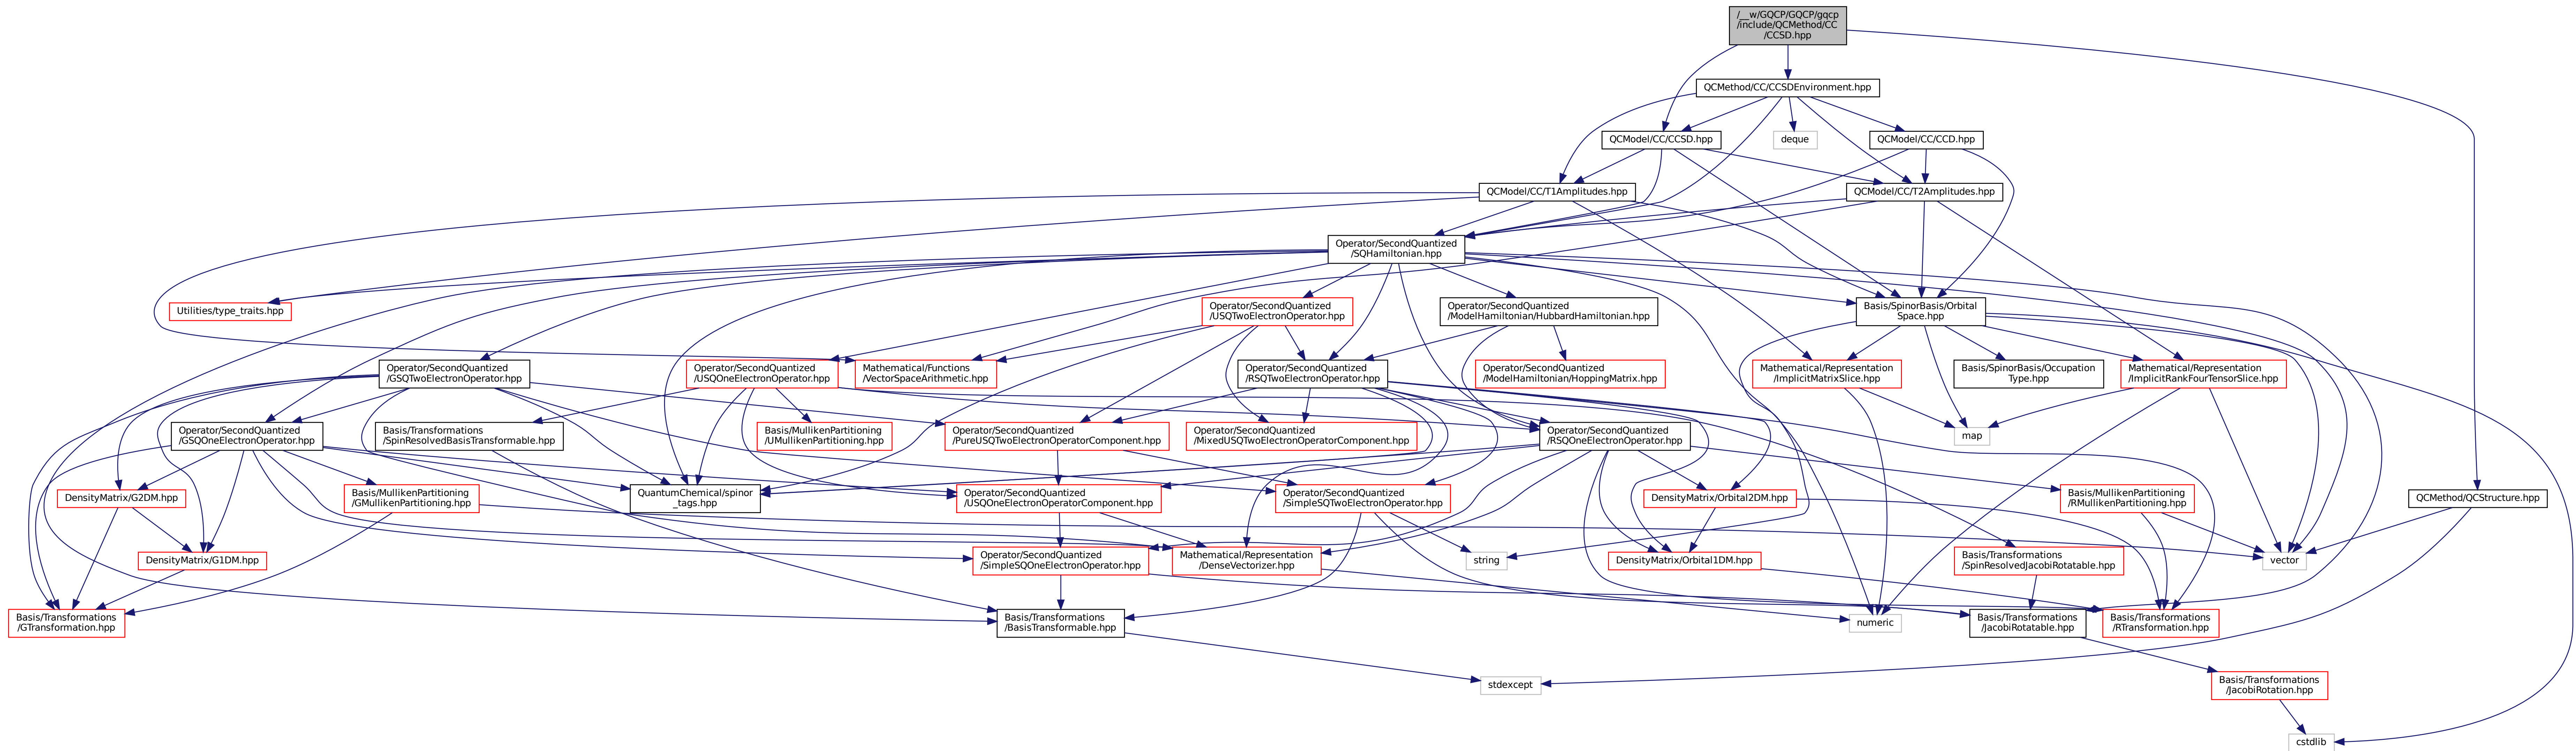 /__w/GQCP/GQCP/gqcp
/include/QCMethod/CC
/CCSD.hpp
QCMethod/CC/CCSDEnvironment.hpp
QCModel/CC/CCSD.hpp
deque
QCModel/CC/CCD.hpp
QCModel/CC/T1Amplitudes.hpp
QCModel/CC/T2Amplitudes.hpp
Operator/SecondQuantized
/SQHamiltonian.hpp
Utilities/type_traits.hpp
Operator/SecondQuantized
/USQTwoElectronOperator.hpp
Operator/SecondQuantized
/ModelHamiltonian/HubbardHamiltonian.hpp
Basis/SpinorBasis/Orbital
Space.hpp
Operator/SecondQuantized
/GSQTwoElectronOperator.hpp
Operator/SecondQuantized
/USQOneElectronOperator.hpp
Mathematical/Functions
/VectorSpaceArithmetic.hpp
Operator/SecondQuantized
/RSQTwoElectronOperator.hpp
Operator/SecondQuantized
/ModelHamiltonian/HoppingMatrix.hpp
Mathematical/Representation
/ImplicitMatrixSlice.hpp
Basis/SpinorBasis/Occupation
Type.hpp
Mathematical/Representation
/ImplicitRankFourTensorSlice.hpp
Operator/SecondQuantized
/GSQOneElectronOperator.hpp
Basis/Transformations
/SpinResolvedBasisTransformable.hpp
Basis/MullikenPartitioning
/UMullikenPartitioning.hpp
Operator/SecondQuantized
/PureUSQTwoElectronOperatorComponent.hpp
Operator/SecondQuantized
/MixedUSQTwoElectronOperatorComponent.hpp
Operator/SecondQuantized
/RSQOneElectronOperator.hpp
map
DensityMatrix/G2DM.hpp
Basis/MullikenPartitioning
/GMullikenPartitioning.hpp
QuantumChemical/spinor
_tags.hpp
Operator/SecondQuantized
/USQOneElectronOperatorComponent.hpp
Operator/SecondQuantized
/SimpleSQTwoElectronOperator.hpp
DensityMatrix/Orbital2DM.hpp
Basis/MullikenPartitioning
/RMullikenPartitioning.hpp
QCMethod/QCStructure.hpp
DensityMatrix/G1DM.hpp
Operator/SecondQuantized
/SimpleSQOneElectronOperator.hpp
Mathematical/Representation
/DenseVectorizer.hpp
string
DensityMatrix/Orbital1DM.hpp
Basis/Transformations
/SpinResolvedJacobiRotatable.hpp
vector
Basis/Transformations
/GTransformation.hpp
Basis/Transformations
/BasisTransformable.hpp
numeric
Basis/Transformations
/JacobiRotatable.hpp
Basis/Transformations
/RTransformation.hpp
stdexcept
Basis/Transformations
/JacobiRotation.hpp
cstdlib